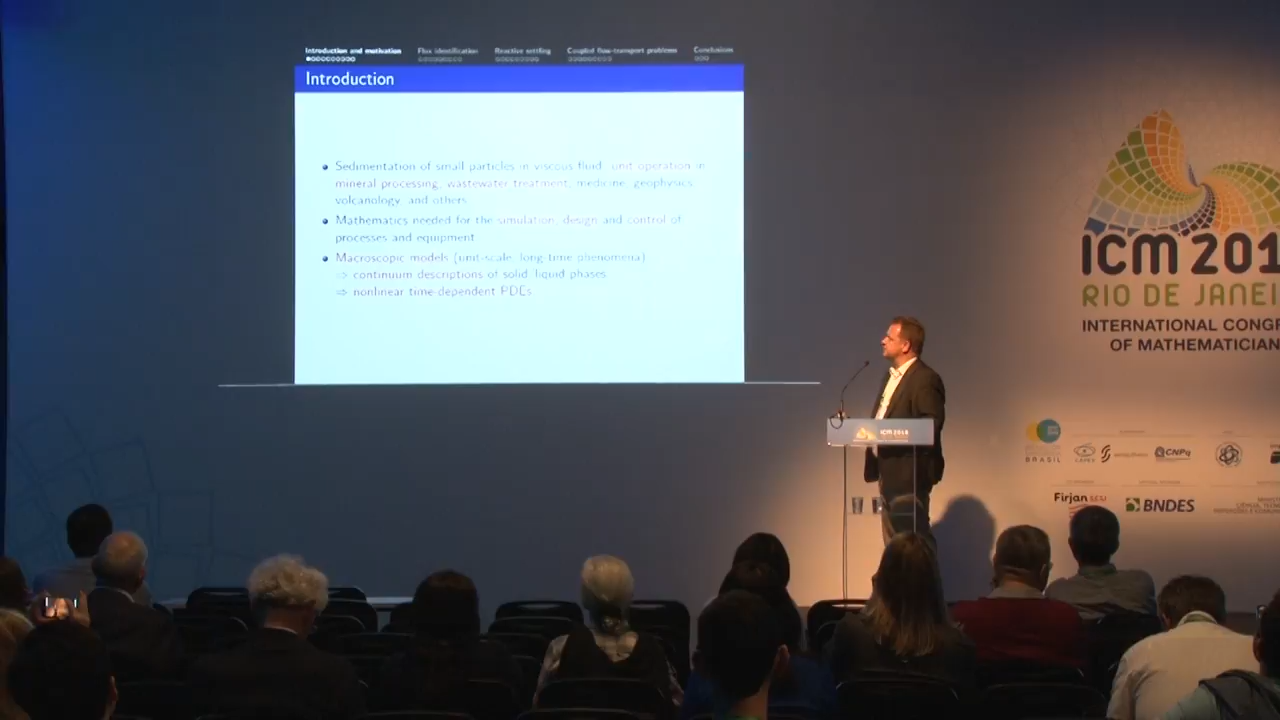 Introduction and motivation Flux identification Reactive settling Coupled flow-transport problems Conclusions
Introduction
Sedimentation of small particles in viscous fluid, unit operation in
mineral processing, wastewater treatment, medicine, geophysics,
volcanology, and others
Mathematics needed for the simulation, design and control of
processes and equipment
Macroscopic models (unit-scale, long-time phenomena)
⇒ continuum descriptions of solid, liquid phases
⇒ nonlinear time-dependent PDEs
ICM 201
RIO DE JANEI
INTERNATIONAL CONGR
OF MATHEMATICIAN
ICM 2018
BRASIL
CAPES
CNPq
Firjan SENAI
BNDES